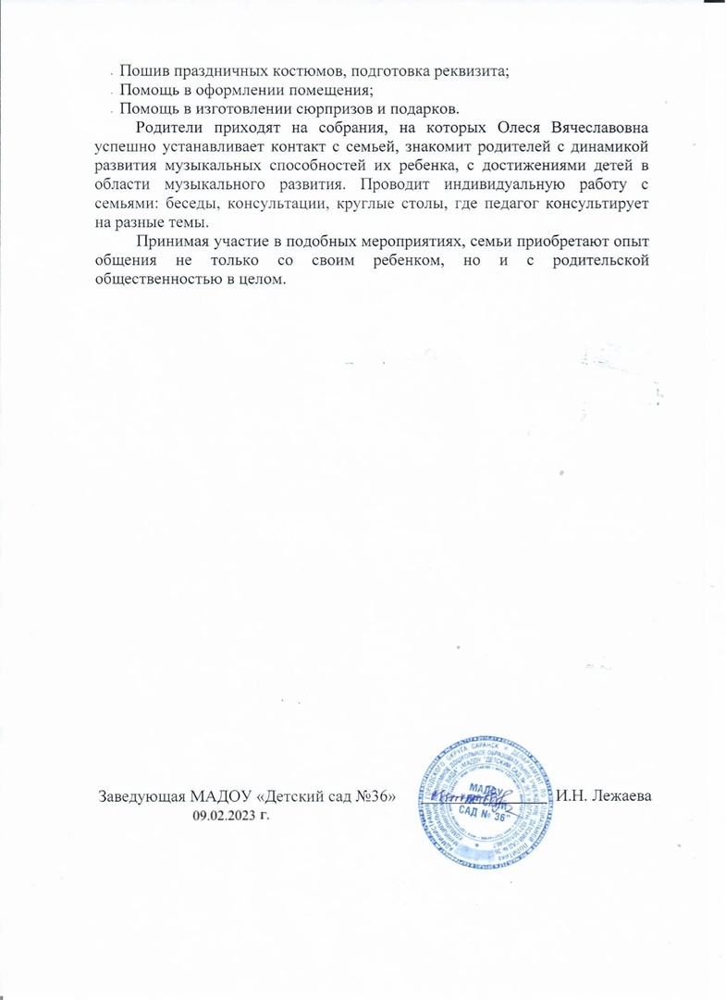 . Пошив праздничных костюмов, подготовка реквизита;
. Помощь в оформлении помещения;
. Помощь в изготовлении сюрпризов и подарков.
Родители приходят на собрания, на которых Олеся Вячеславовна
успешно устанавливает контакт с семьей, знакомит родителей с динамикой
развития музыкальных способностей их ребенка, с достижениями детей в
области музыкального развития. Проводит индивидуальную работу с
семьями: беседы, консультации, круглые столы, где педагог консультирует
на разные темы.
Принимая участие в подобных мероприятиях, семьи приобретают опыт
общения не только со своим ребенком, но и с родительской
общественностью в целом.
Заведующая МАДОУ «Детский сад №36» И.Н. Лежаева
09.02.2023 г.
МАДОУ
САД № 36"